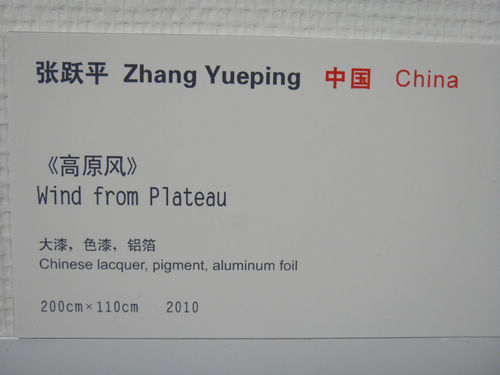 张跃平 Zhang Yueping 中国 China
《高原风》
Wind from Plateau
大漆，色漆，铝箔
Chinese lacquer, pigment, aluminum foil
200cm×110cm 2010